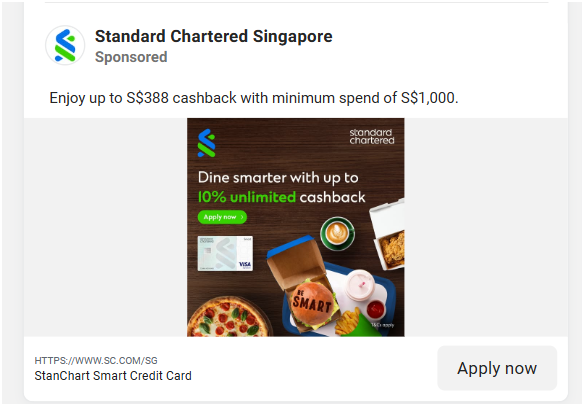 Standard Chartered Singapore
Sponsored
Enjoy up to S$388 cashback with minimum spend of S$1,000.
standard
chartered
Dine smarter with up to
10% unlimited cashback
Apply now >
VISA
BE
SMART
T&Cs apply
HTTPS://WWW.SC.COM/SG
StanChart Smart Credit Card
Apply now